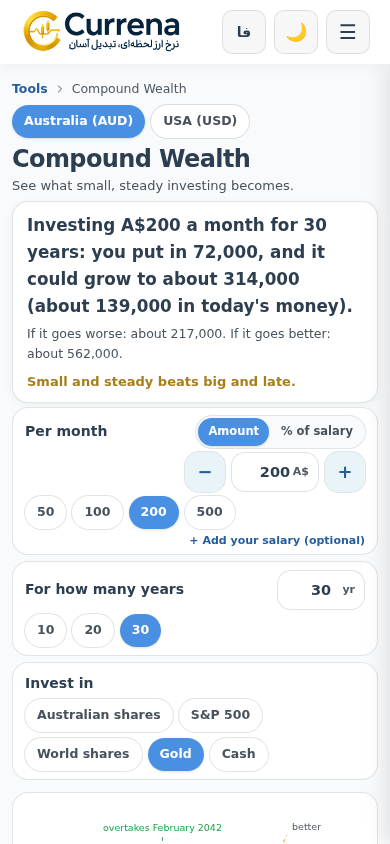 Currena
نرخ ارز لحظه‌ای، تبدیل آسان
فا
Tools > Compound Wealth
Australia (AUD) USA (USD)
Compound Wealth
See what small, steady investing becomes.
Investing A$200 a month for 30
years: you put in 72,000, and it
could grow to about 314,000
(about 139,000 in today's money).
If it goes worse: about 217,000. If it goes better:
about 562,000.
Small and steady beats big and late.
Per month Amount % of salary
− 200 A$ +
50 100 200 500
+ Add your salary (optional)
For how many years 30 yr
10 20 30
Invest in
Australian shares S&P 500
World shares Gold Cash
better
overtakes February 2042